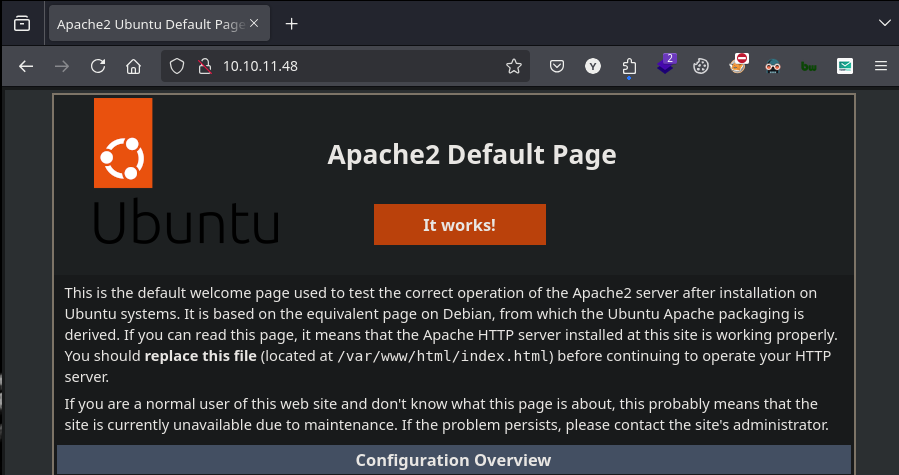 Apache2 Ubuntu Default Page
10.10.11.48
2
Y
Ubuntu
Apache2 Default Page
It works!
This is the default welcome page used to test the correct operation of the Apache2 server after installation on
Ubuntu systems. It is based on the equivalent page on Debian, from which the Ubuntu Apache packaging is
derived. If you can read this page, it means that the Apache HTTP server installed at this site is working properly.
You should replace this file (located at /var/www/html/index.html) before continuing to operate your HTTP
server.
If you are a normal user of this web site and don't know what this page is about, this probably means that the
site is currently unavailable due to maintenance. If the problem persists, please contact the site's administrator.
Configuration Overview